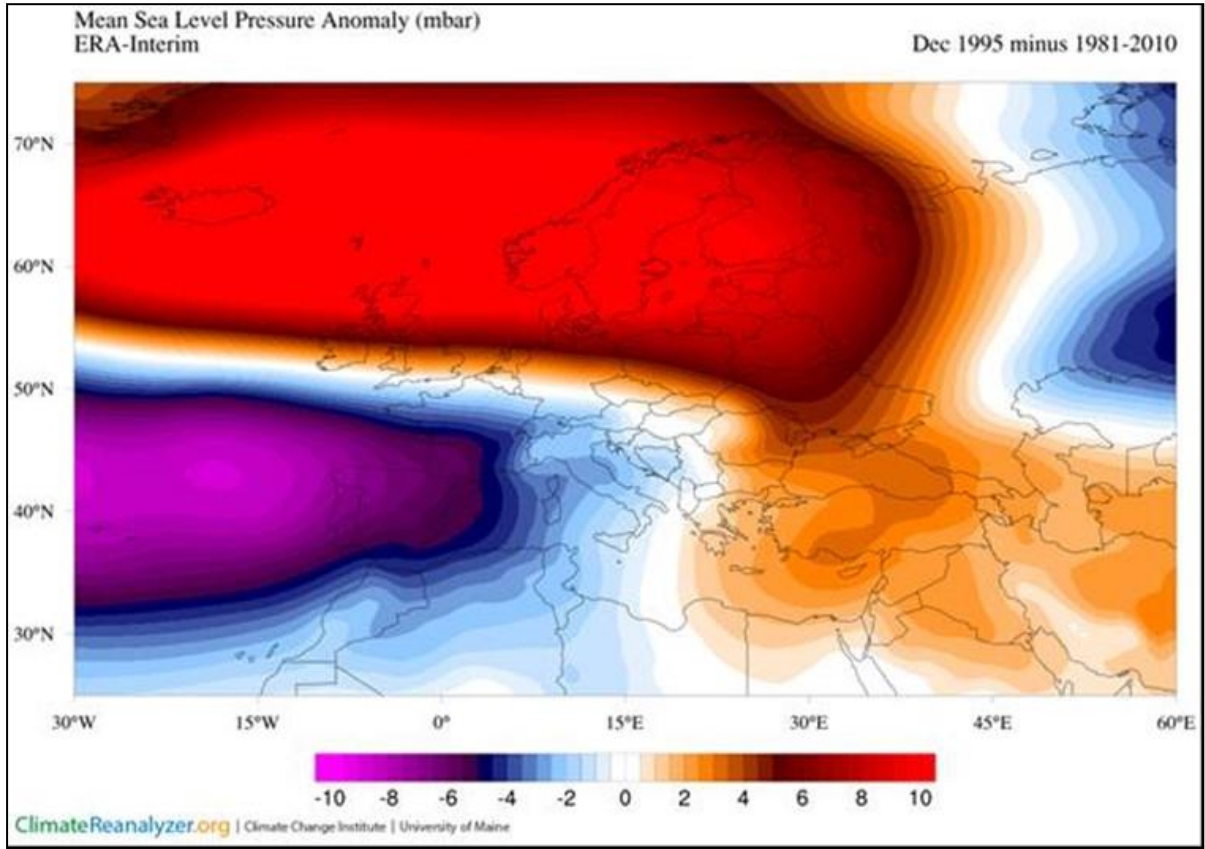 Mean Sea Level Pressure Anomaly (mbar)
ERA-Interim
Dec 1995 minus 1981-2010
70°N
60°N
50°N
40°N
30°N
30°W 15°W 0° 15°E 30°E 45°E 60°E
-10 -8 -6 -4 -2 0 2 4 6 8 10
ClimateReanalyzer.org | Climate Change Institute | University of Maine